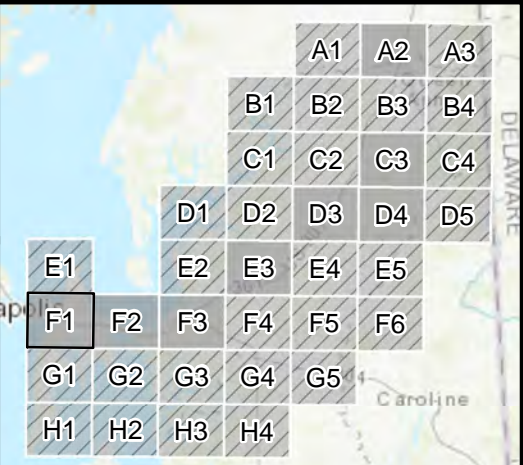 A1 A2 A3
B1 B2 B3 B4
C1 C2 C3 C4
D1 D2 D3 D4 D5
E1 E2 E3 E4 E5
F1 F2 F3 F4 F5 F6
G1 G2 G3 G4 G5
H1 H2 H3 H4
DELAWARE
apolis
Caroline